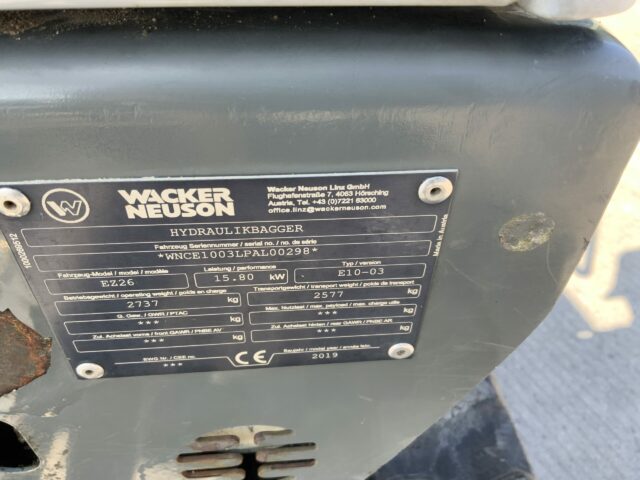 WACKER
NEUSON
Wacker Neuson Linz GmbH
Flughafenstraße 7, 4063 Hörsching
Austria, Tel. +43 (0)7221 63000
office.linz@wackerneuson.com
HYDRAULIKBAGGER
Fahrzeug Seriennummer / serial no. / no. de série
*WNCE1003LPAL00298*
Fahrzeug-Model / model / modèle
Leistung / performance
Typ / version
EZ26
15.80 kW
E10-03
Betriebsgewicht / operating weight / poids en charge
Transportgewicht / transport weight / poids de transport
2737 kg
2577 kg
G. Gew. / GWR / PTAC
Max. Nutzlast / max. payload / max. charge utile
*** kg
*** kg
Zul. Achslast vorne / front GAWR / PNBE AV
Zul. Achslast hinten / rear GAWR / PNBE AR
*** kg
*** kg
EWG Nr. / CEE no.
***
CE
Baujahr / model year / année fabr.
2019
Made in Austria